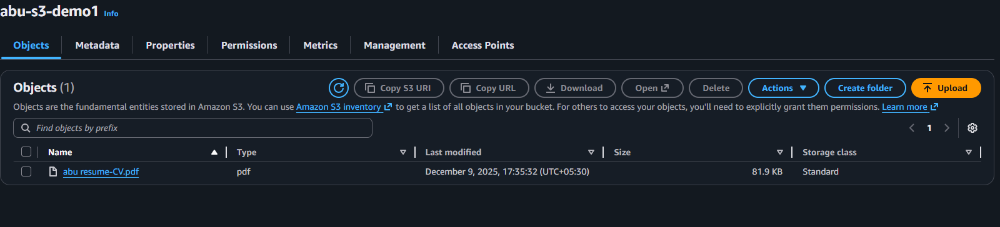 abu-s3-demo1 Info
Objects Metadata Properties Permissions Metrics Management Access Points
Objects (1) Copy S3 URI Copy URL Download Open Delete Actions Create folder Upload
Objects are the fundamental entities stored in Amazon S3. You can use Amazon S3 inventory to get a list of all objects in your bucket. For others to access your objects, you'll need to explicitly grant them permissions. Learn more
Find objects by prefix 1
Name Type Last modified Size Storage class
abu resume-CV.pdf pdf December 9, 2025, 17:35:32 (UTC+05:30) 81.9 KB Standard